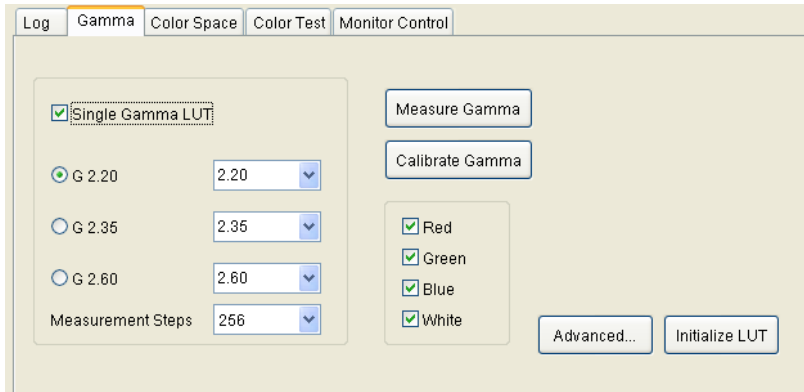 Log Gamma Color Space Color Test Monitor Control
Single Gamma LUT
Measure Gamma
Calibrate Gamma
G 2.20 2.20
G 2.35 2.35
G 2.60 2.60
Measurement Steps 256
Red
Green
Blue
White
Advanced... Initialize LUT